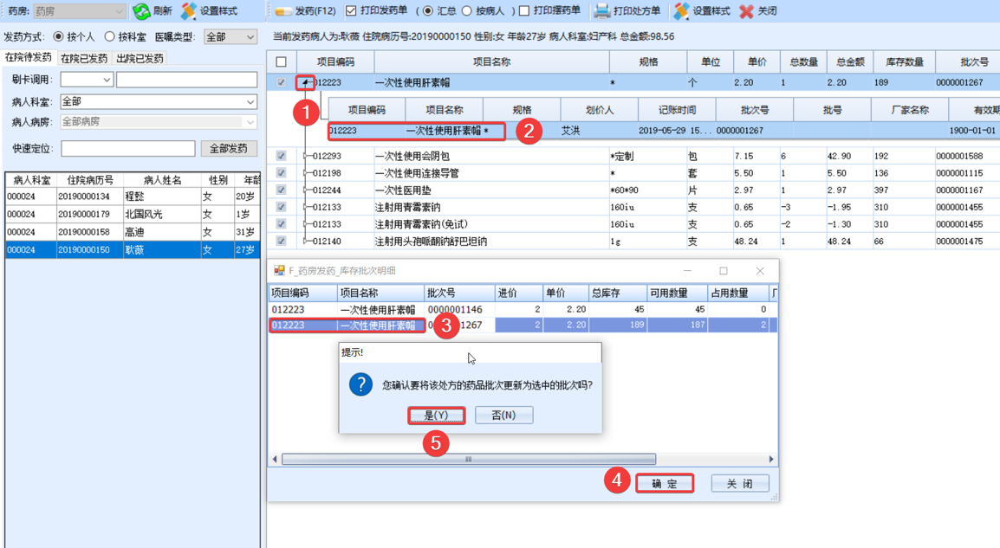 药房: 药房 刷新 设置样式 发药(F12) 打印发药单 ( 汇总 按病人 ) 打印摆药单 打印处方单 设置样式 关闭
发药方式: 按个人 按科室 医嘱类型: 全部 当前发药病人为:耿薇 住院病历号:20190000150 性别:女 年龄27岁 病人科室:妇产科 总金额:98.56
在院待发药 在院已发药 出院已发药
刷卡调用:
病人科室: 全部
病人病房: 全部病房
快速定位: 全部发药
病人科室 住院病历号 病人姓名 性别 年龄
000024 20190000134 程懿 女 20岁
000024 20190000179 北国风光 女 1岁
000024 20190000158 高迪 女 31岁
000024 20190000150 耿薇 女 27岁
项目编码 项目名称 规格 单位 单价 总数量 总金额 库存数量 批次号
012223 一次性使用肝素帽 * 个 2.20 1 2.20 189 0000001267
1
项目编码 项目名称 规格 划价人 记账时间 批次号 批号 厂家名称 有效期
012223 一次性使用肝素帽 * 2 艾洪 2019-05-29 15... 0000001267 1900-01-01
012293 一次性使用会阴包 *定制 包 7.15 6 42.90 192 0000001588
012198 一次性使用连接导管 * 套 5.50 1 5.50 136 0000001115
012244 一次性医用垫 *60*90 片 2.97 1 2.97 397 0000001167
012133 注射用青霉素钠 160iu 支 0.65 -3 -1.95 310 0000001455
012133 注射用青霉素钠(免试) 160iu 支 0.65 -2 -1.30 310 0000001455
012140 注射用头孢哌酮钠舒巴坦钠 1g 支 48.24 1 48.24 66 0000001475
F_药房发药_库存批次明细
项目编码 项目名称 批次号 进价 单价 总库存 可用数量 占用数量
012223 一次性使用肝素帽 0000001146 2 2.20 45 45 0
012223 一次性使用肝素帽 3 1267 2 2.20 189 187 2
提示!
您确认要将该处方的药品批次更新为选中的批次吗?
是(Y) 否(N)
5
4 确 定 关 闭